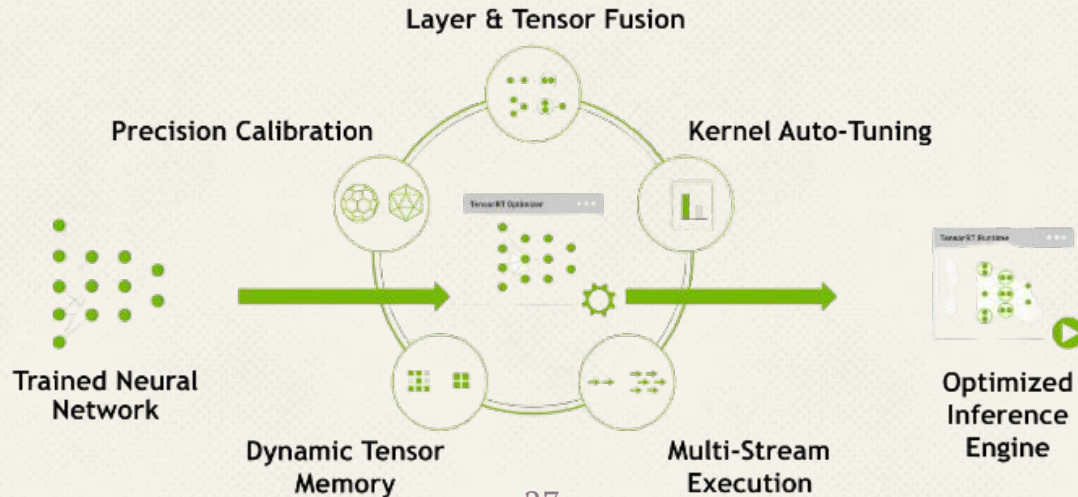 Layer & Tensor Fusion
Precision Calibration
Kernel Auto-Tuning
TensorRT Optimizer
TensorRT Runtime
Trained Neural
Network
Optimized
Inference
Engine
Dynamic Tensor
Memory
Multi-Stream
Execution
37